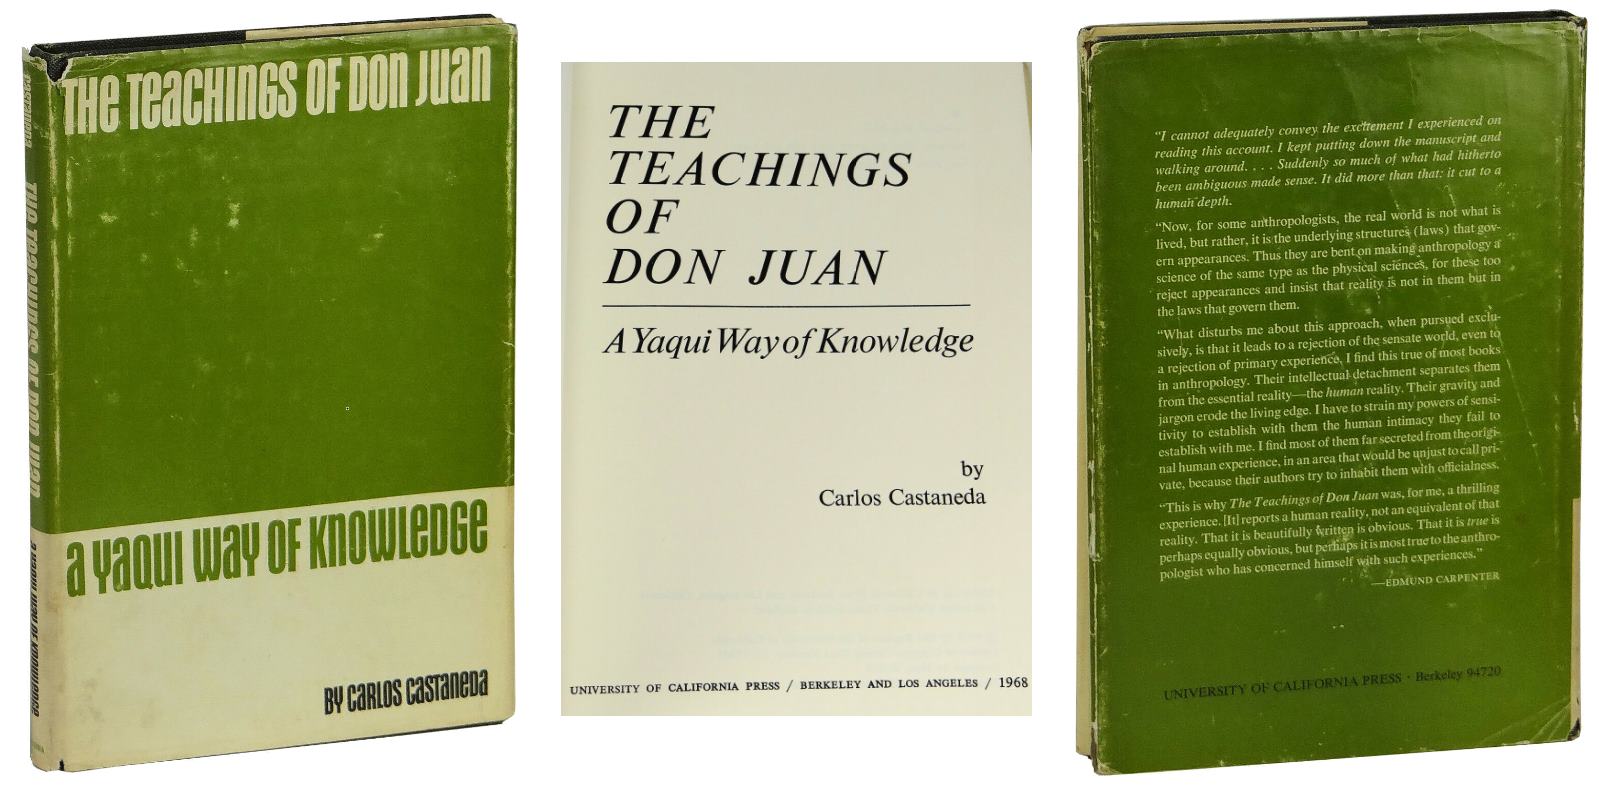 THE TEACHINGS OF DON JUAN
A YAQUI WAY OF KNOWLEDGE
BY CARLOS CASTANEDA
CASTANEDA
THE TEACHINGS OF DON JUAN
A YAQUI WAY OF KNOWLEDGE
THE
TEACHINGS
OF
DON JUAN
A Yaqui Way of Knowledge
by
Carlos Castaneda
UNIVERSITY OF CALIFORNIA PRESS / BERKELEY AND LOS ANGELES / 1968
"I cannot adequately convey the excitement I experienced on
reading this account. I kept putting down the manuscript and
walking around. . . . Suddenly so much of what had hitherto
been ambiguous made sense. It did more than that: it cut to a
human depth.
"Now, for some anthropologists, the real world is not what is
lived, but rather, it is the underlying structures (laws) that gov-
ern appearances. Thus they are bent on making anthropology a
science of the same type as the physical sciences, for these too
reject appearances and insist that reality is not in them but in
the laws that govern them.
"What disturbs me about this approach, when pursued exclu-
sively, is that it leads to a rejection of the sensate world, even to
a rejection of primary experience. I find this true of most books
in anthropology. Their intellectual detachment separates them
from the essential reality—the human reality. Their gravity and
jargon erode the living edge. I have to strain my powers of sensi-
tivity to establish with them the human intimacy they fail to
establish with me. I find most of them far secreted from the origi-
nal human experience, in an area that would be unjust to call pri-
vate, because their authors try to inhabit them with officialness.
"This is why The Teachings of Don Juan was, for me, a thrilling
experience. [It] reports a human reality, not an equivalent of that
reality. That it is beautifully written is obvious. That it is true is
perhaps equally obvious, but perhaps it is most true to the anthro-
pologist who has concerned himself with such experiences."
—EDMUND CARPENTER
UNIVERSITY OF CALIFORNIA PRESS · Berkeley 94720